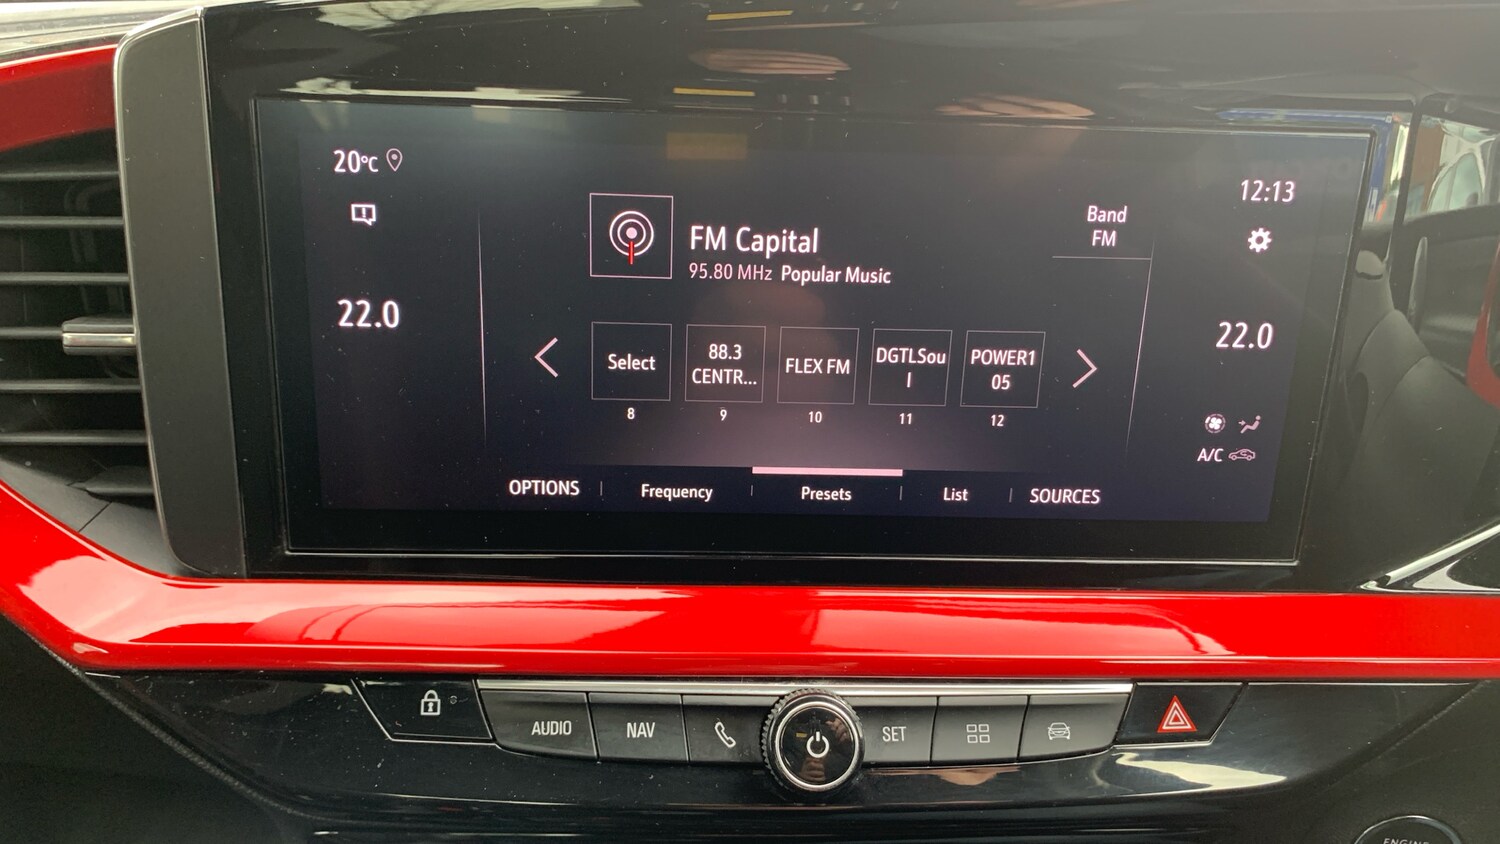 20°C
12:13
FM Capital
95.80 MHz Popular Music
Band
FM
22.0
22.0
Select
88.3
CENTR...
FLEX FM
DGTLSou
l
POWER1
05
8
9
10
11
12
A/C
OPTIONS
Frequency
Presets
List
SOURCES
AUDIO
NAV
SET
ENGINE